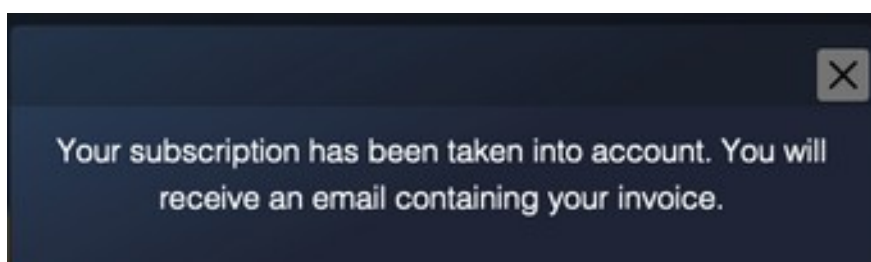 Your subscription has been taken into account. You will
receive an email containing your invoice.